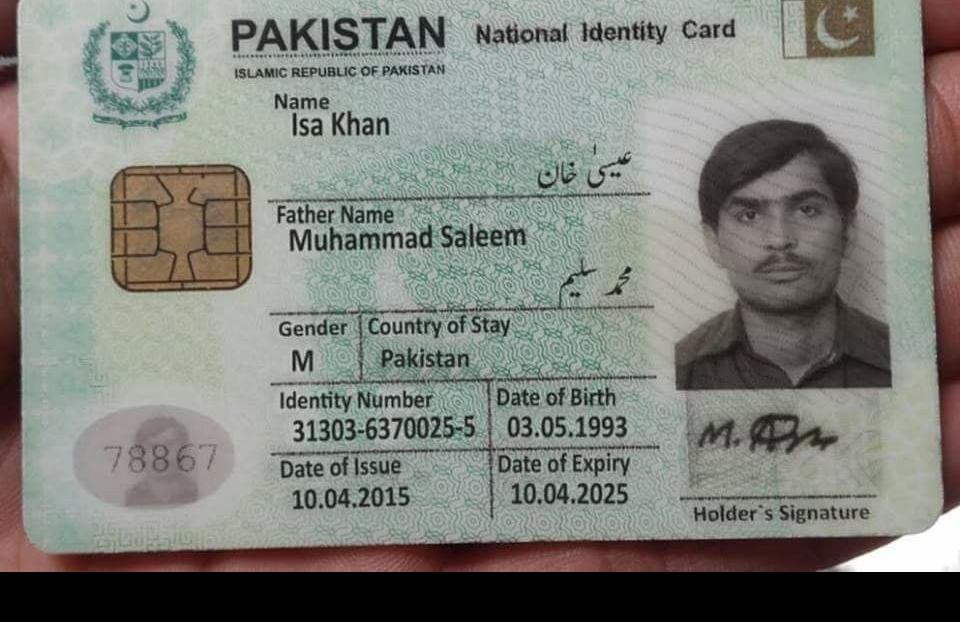 PAKISTAN National Identity Card
ISLAMIC REPUBLIC OF PAKISTAN
Name
Isa Khan
عیسیٰ خان
Father Name
Muhammad Saleem
محمد سلیم
Gender Country of Stay
M Pakistan
Identity Number Date of Birth
31303-6370025-5 03.05.1993
Date of Issue Date of Expiry
10.04.2015 10.04.2025
78867
Holder`s Signature